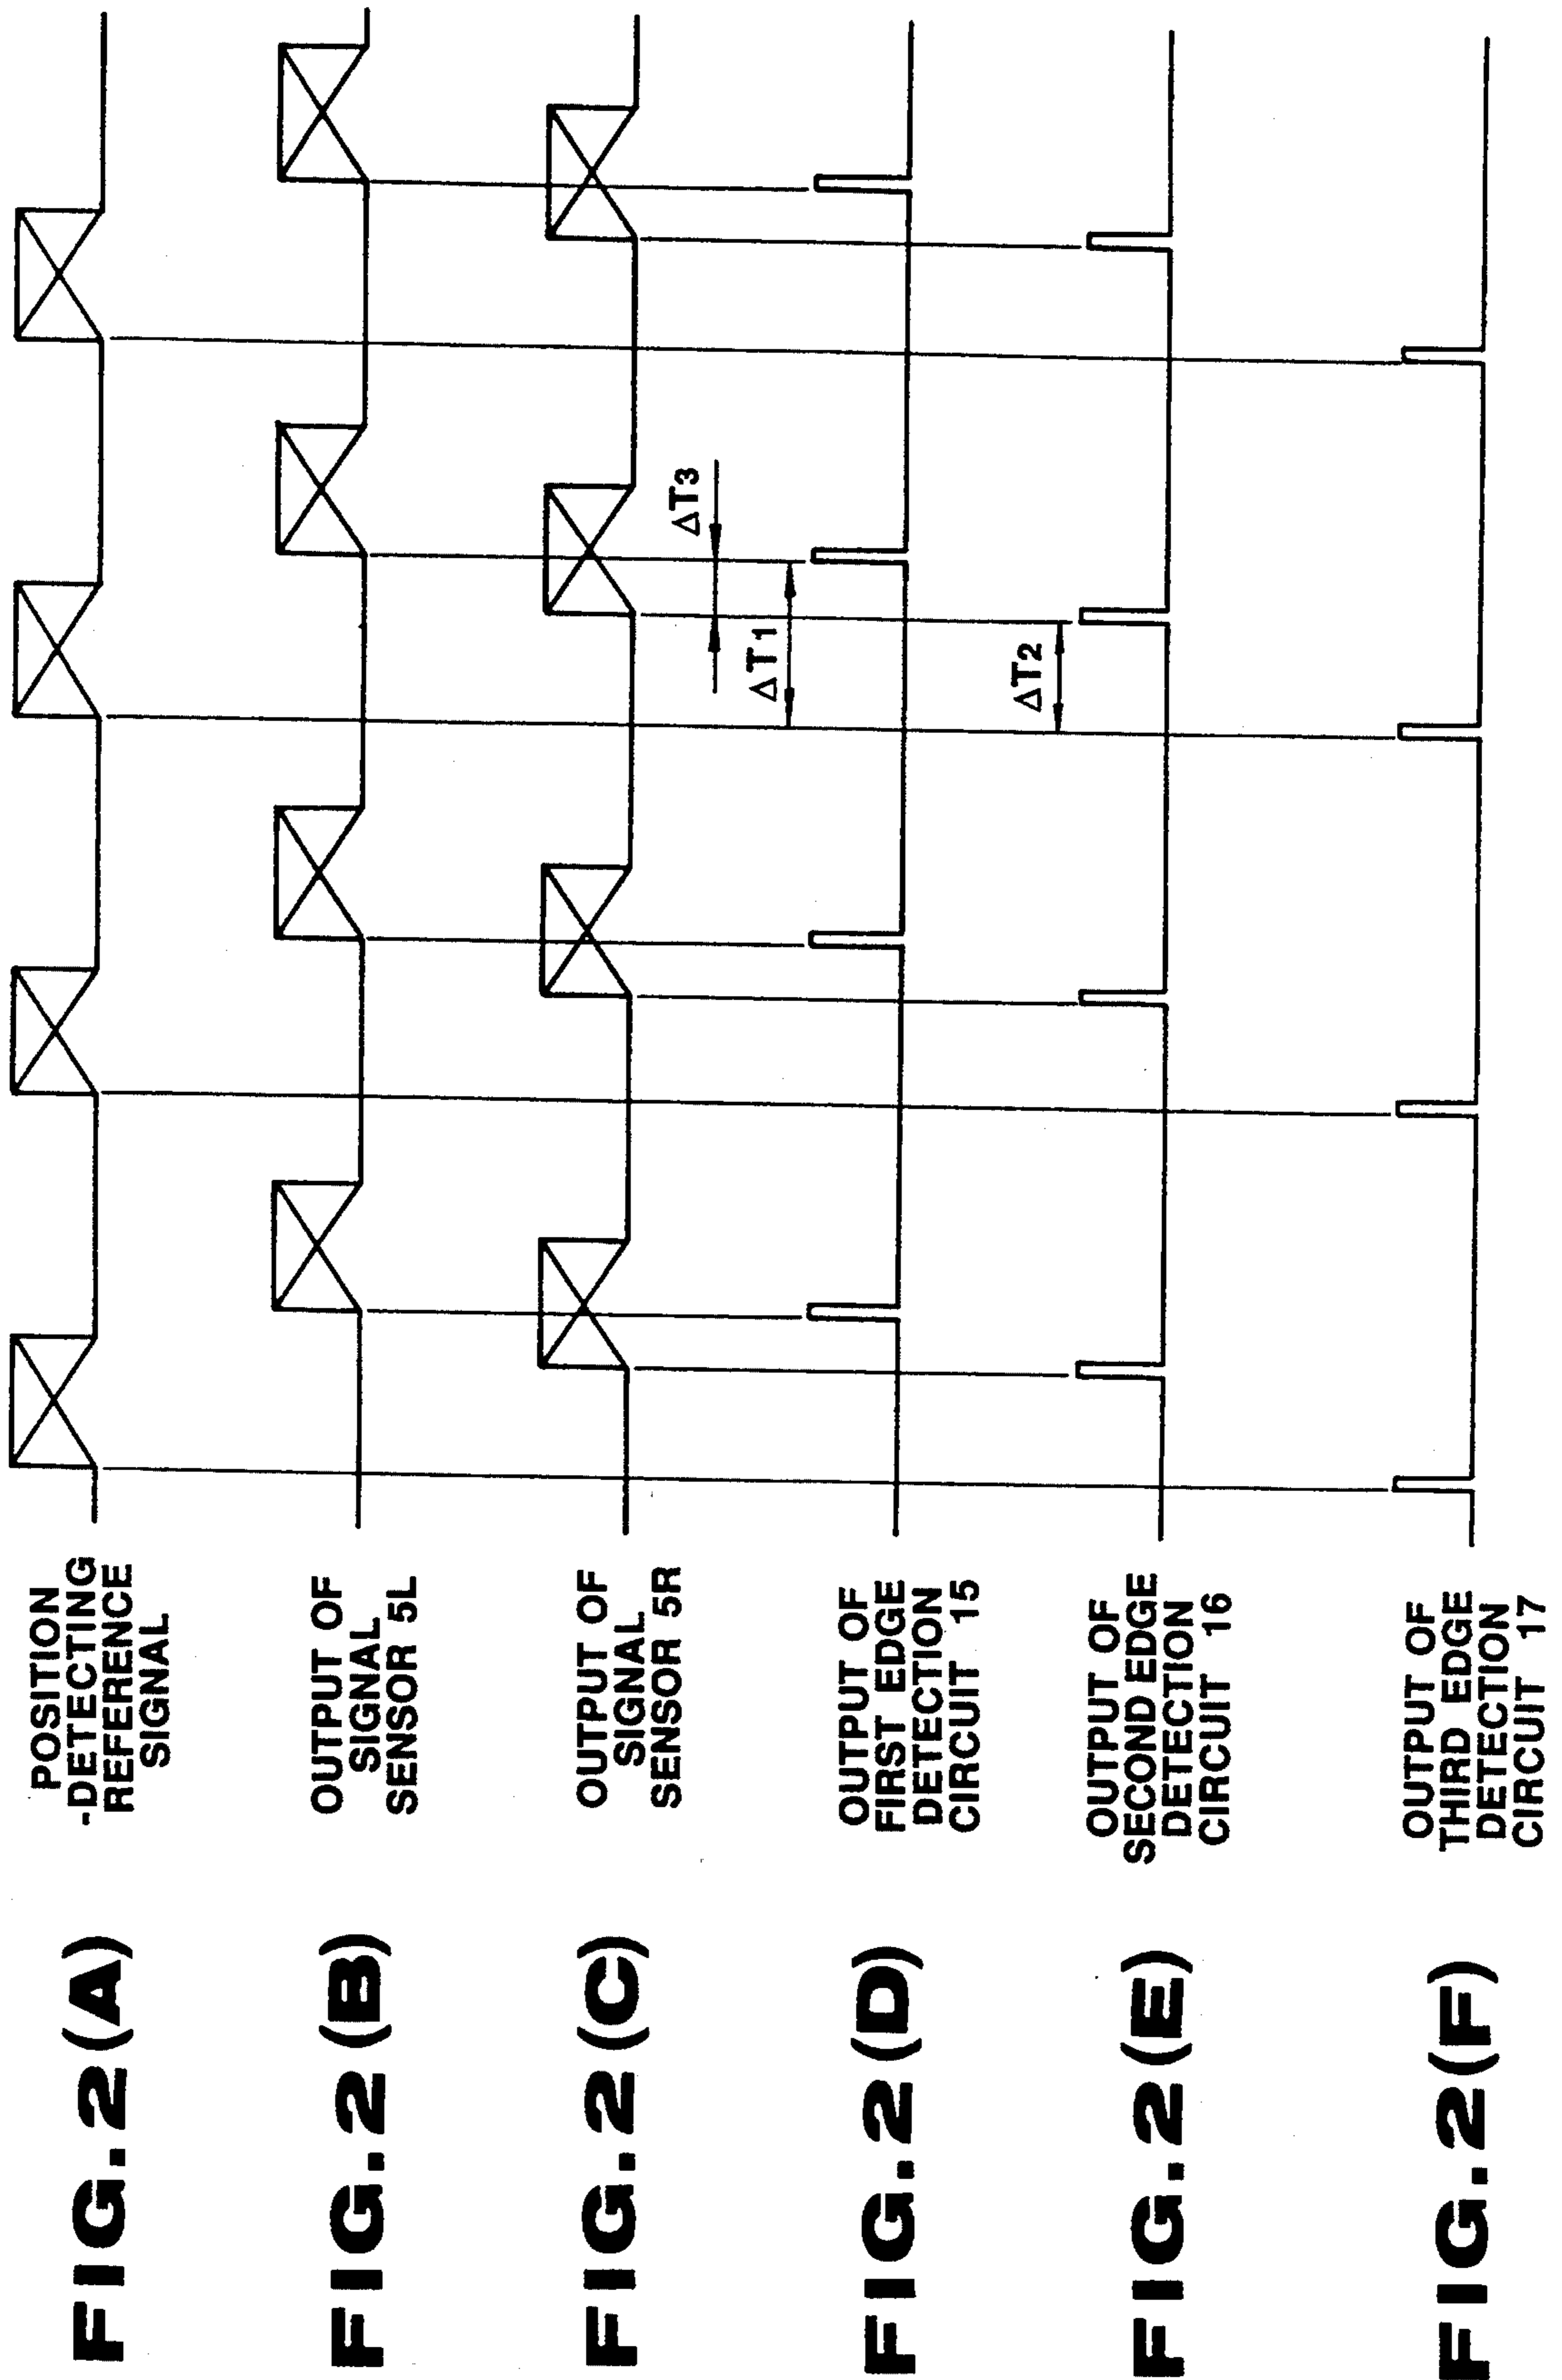 FIG.2(A)
POSITION
-DETECTING
REFERENCE
SIGNAL
FIG.2(B)
OUTPUT OF
SIGNAL
SENSOR 5L
FIG.2(C)
OUTPUT OF
SIGNAL
SENSOR 5R
ΔT3
ΔT1
FIG.2(D)
OUTPUT OF
FIRST EDGE
DETECTION
CIRCUIT 15
ΔT2
FIG.2(E)
OUTPUT OF
SECOND EDGE
DETECTION
CIRCUIT 16
FIG.2(F)
OUTPUT OF
THIRD EDGE
DETECTION
CIRCUIT 17